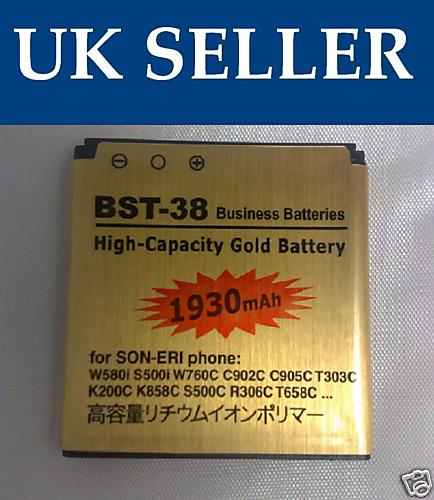 UK SELLER
BST-38 Business Batteries
High-Capacity Gold Battery
1930mAh
for SON-ERI phone:
W580i S500i W760C C902C C905C T303C
K200C K858C S500C R306C T658C ...
高容量リチウムイオンポリマー